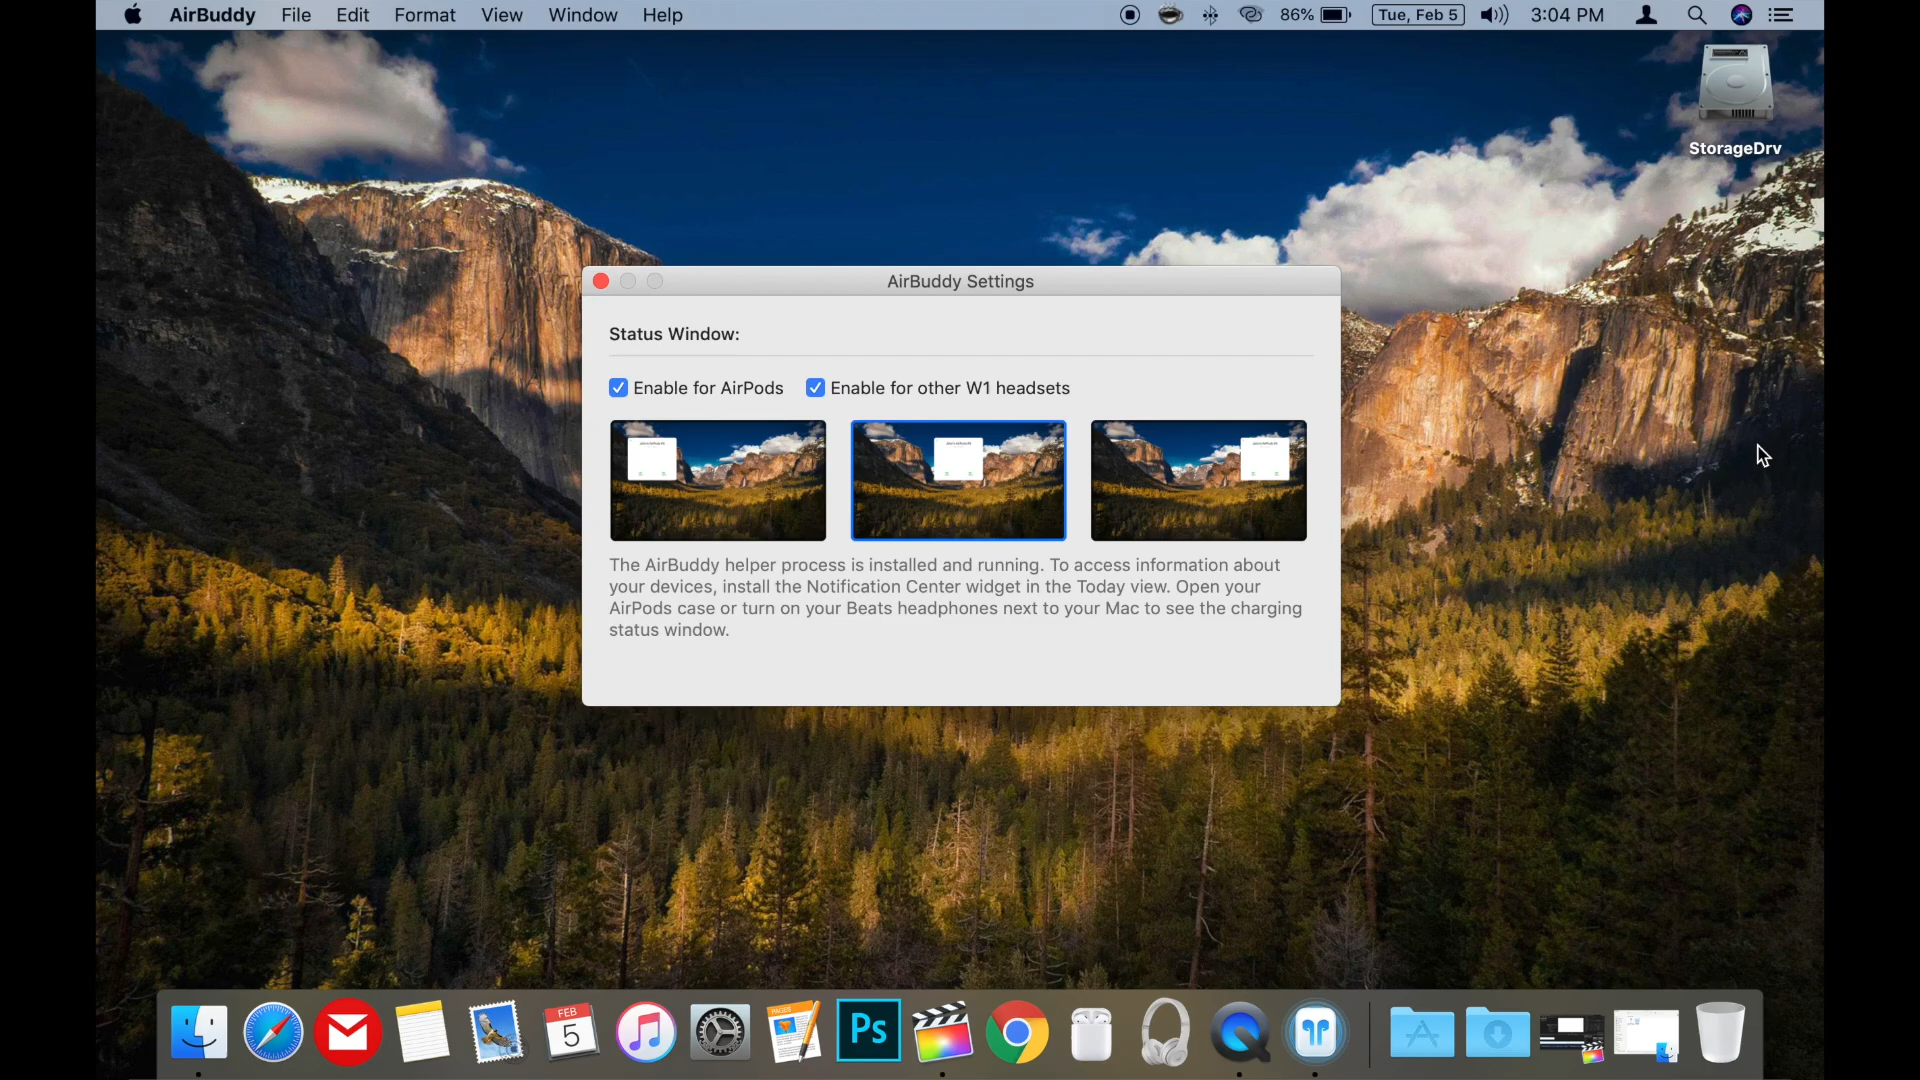 AirBuddy File Edit Format View Window Help 86% Tue, Feb 5 3:04 PM
StorageDrv
AirBuddy Settings
Status Window:
Enable for AirPods Enable for other W1 headsets
The AirBuddy helper process is installed and running. To access information about
your devices, install the Notification Center widget in the Today view. Open your
AirPods case or turn on your Beats headphones next to your Mac to see the charging
status window.
FEB
5
PAGES
Ps